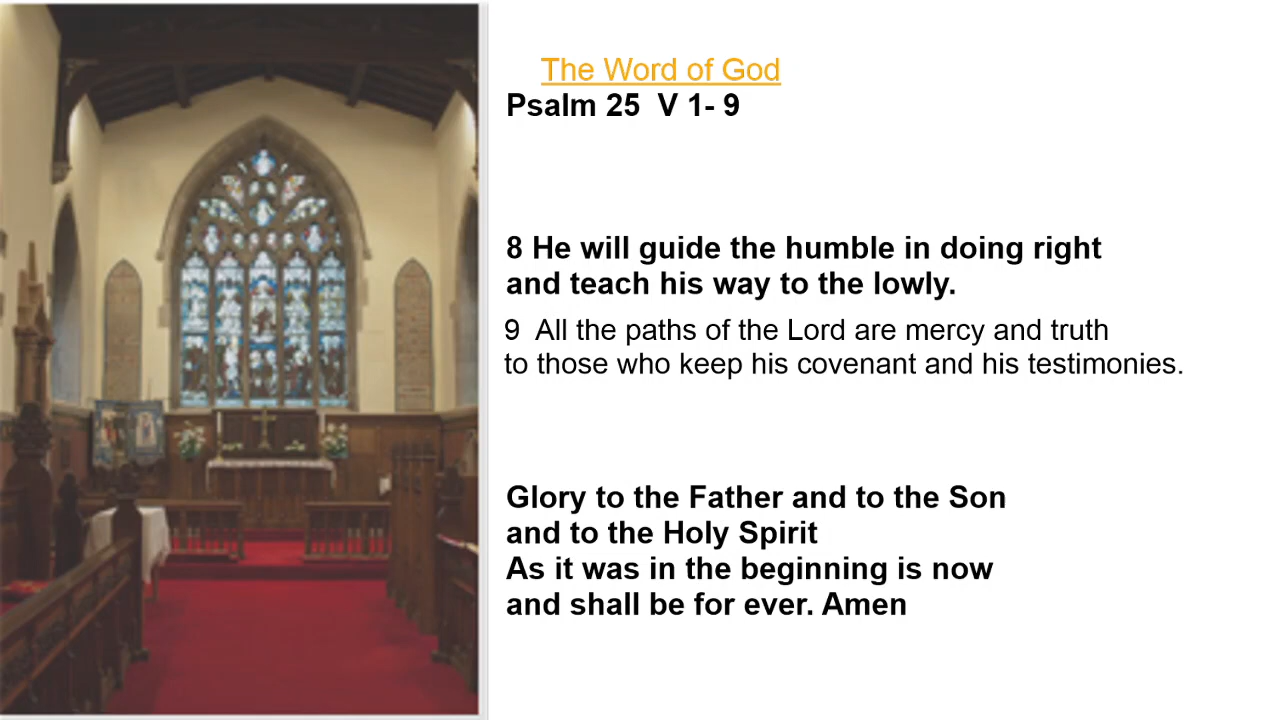 The Word of God
Psalm 25  V 1- 9
8 He will guide the humble in doing right
and teach his way to the lowly.
9  All the paths of the Lord are mercy and truth
to those who keep his covenant and his testimonies.
Glory to the Father and to the Son
and to the Holy Spirit
As it was in the beginning is now
and shall be for ever. Amen